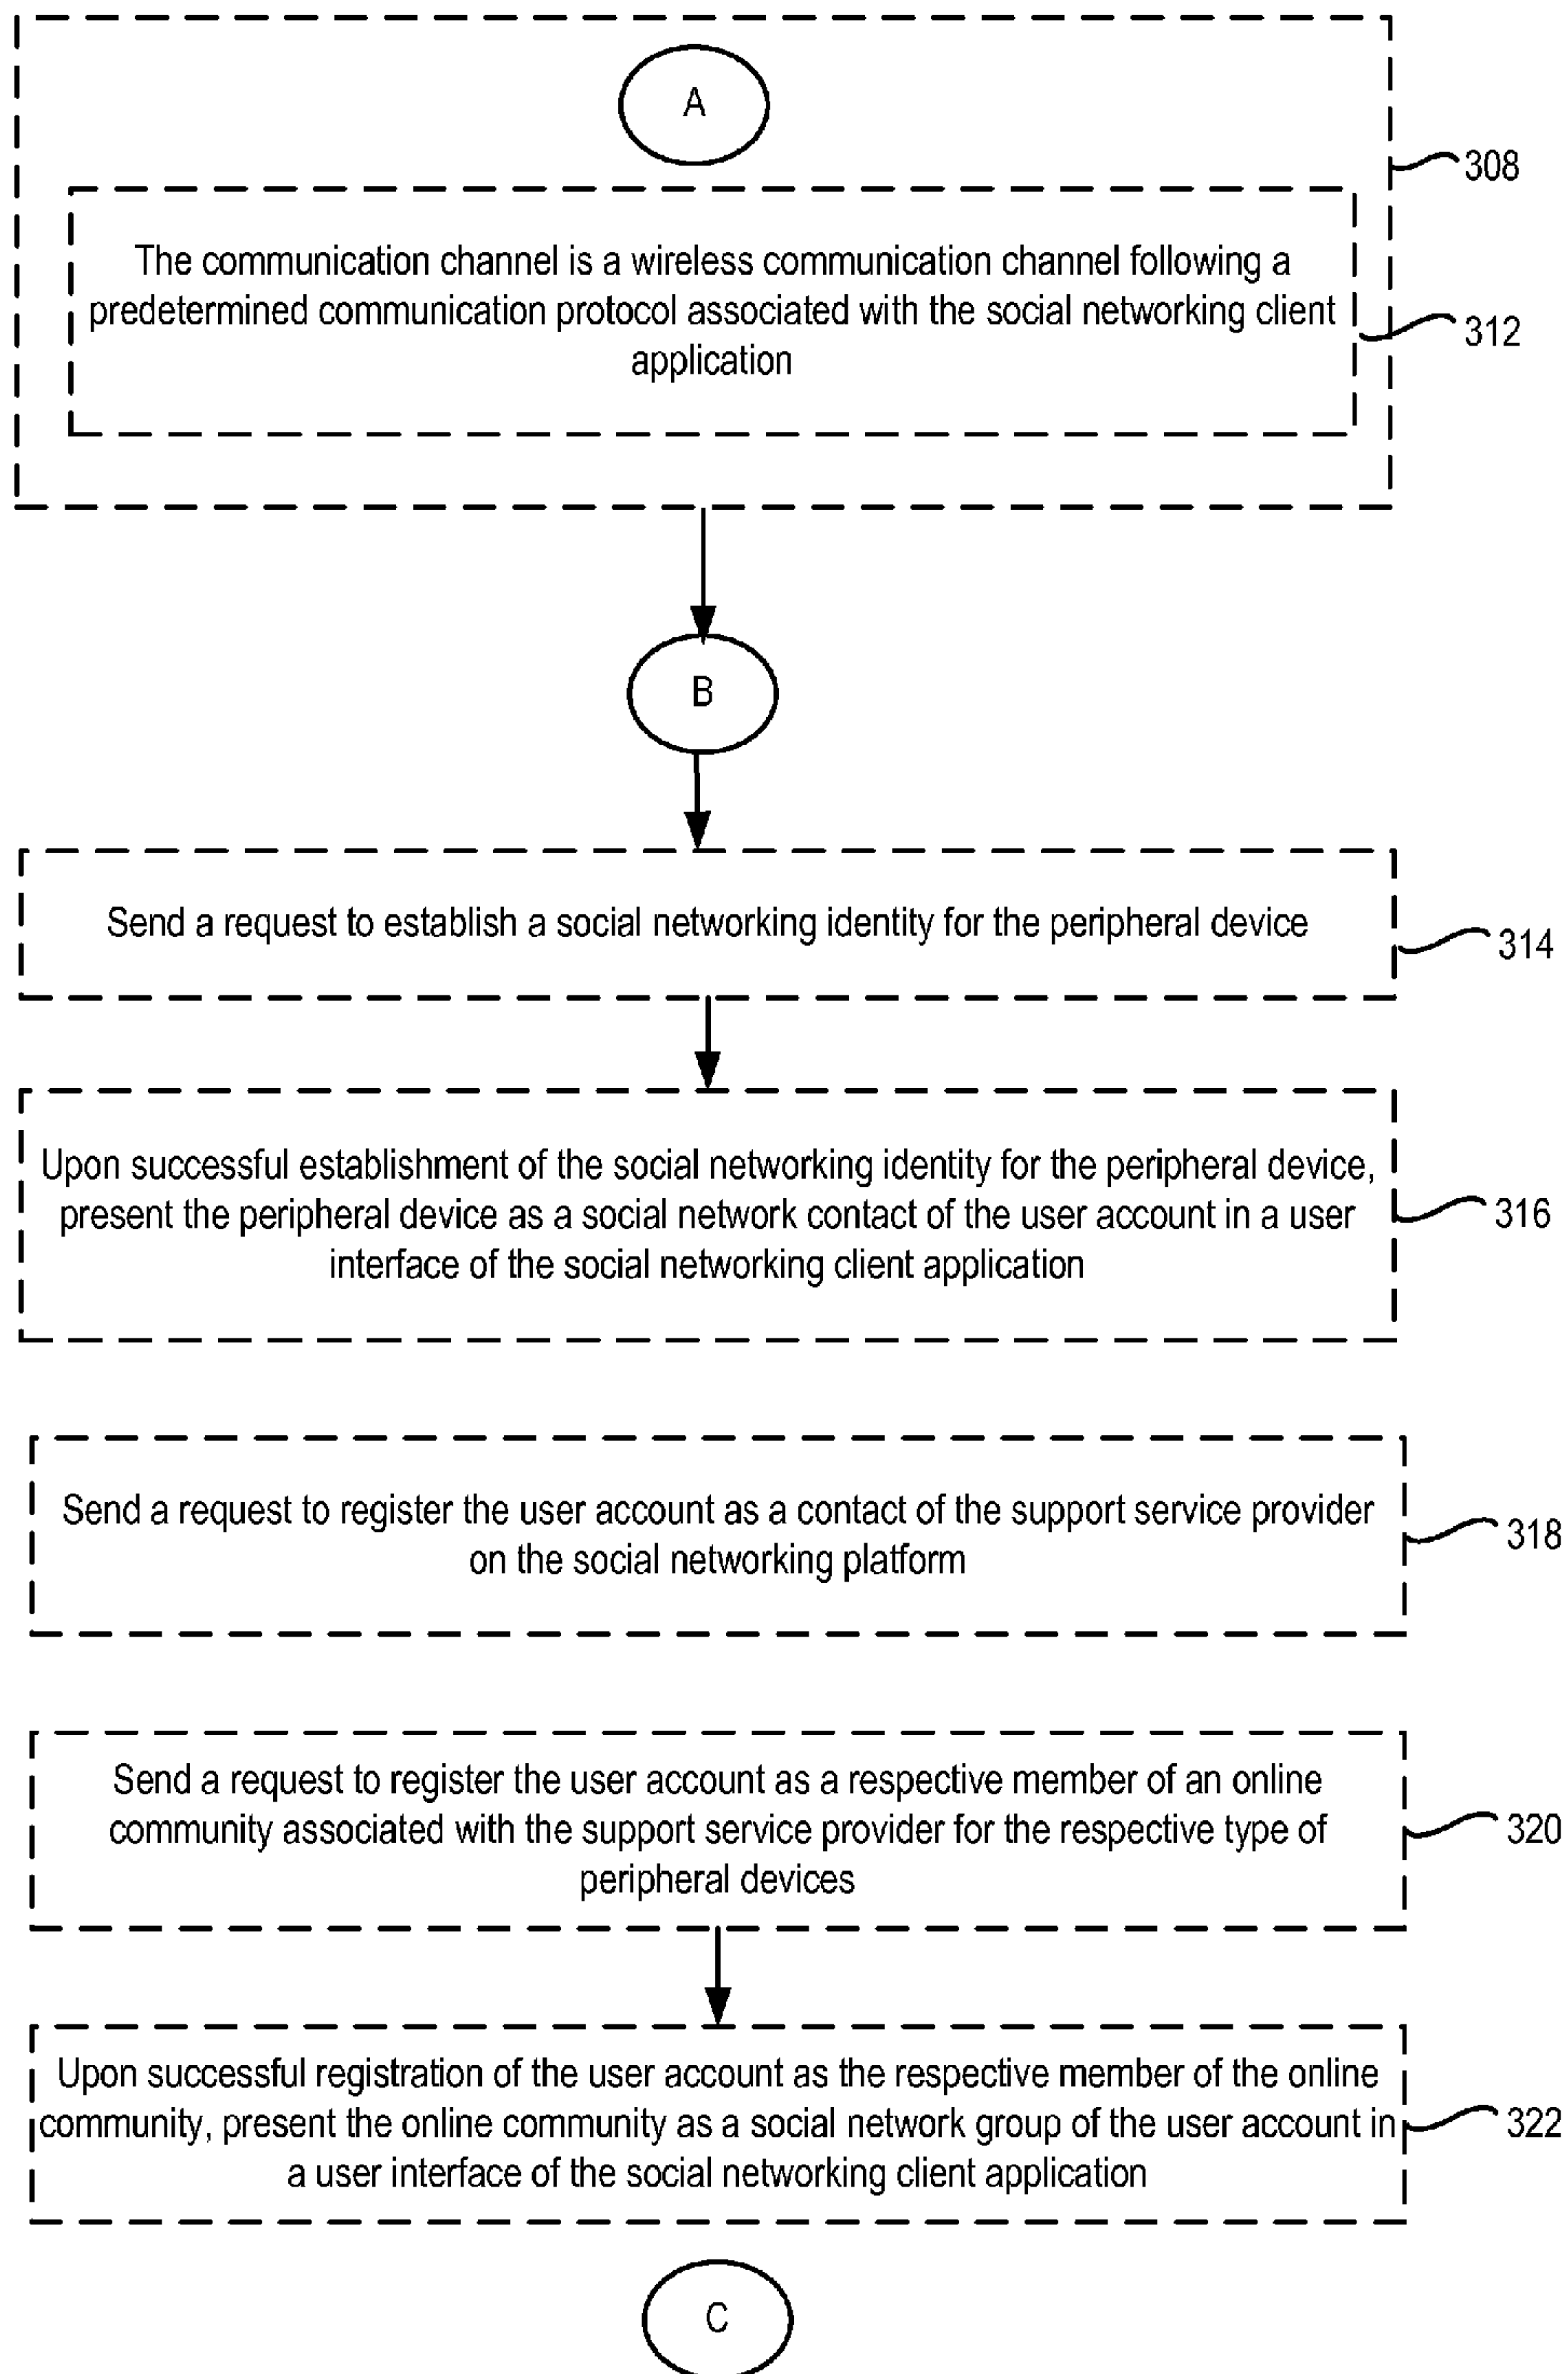 A
308
The communication channel is a wireless communication channel following a
predetermined communication protocol associated with the social networking client
application
312
B
Send a request to establish a social networking identity for the peripheral device
314
Upon successful establishment of the social networking identity for the peripheral device,
present the peripheral device as a social network contact of the user account in a user
interface of the social networking client application
316
Send a request to register the user account as a contact of the support service provider
on the social networking platform
318
Send a request to register the user account as a respective member of an online
community associated with the support service provider for the respective type of
peripheral devices
320
Upon successful registration of the user account as the respective member of the online
community, present the online community as a social network group of the user account in
a user interface of the social networking client application
322
C